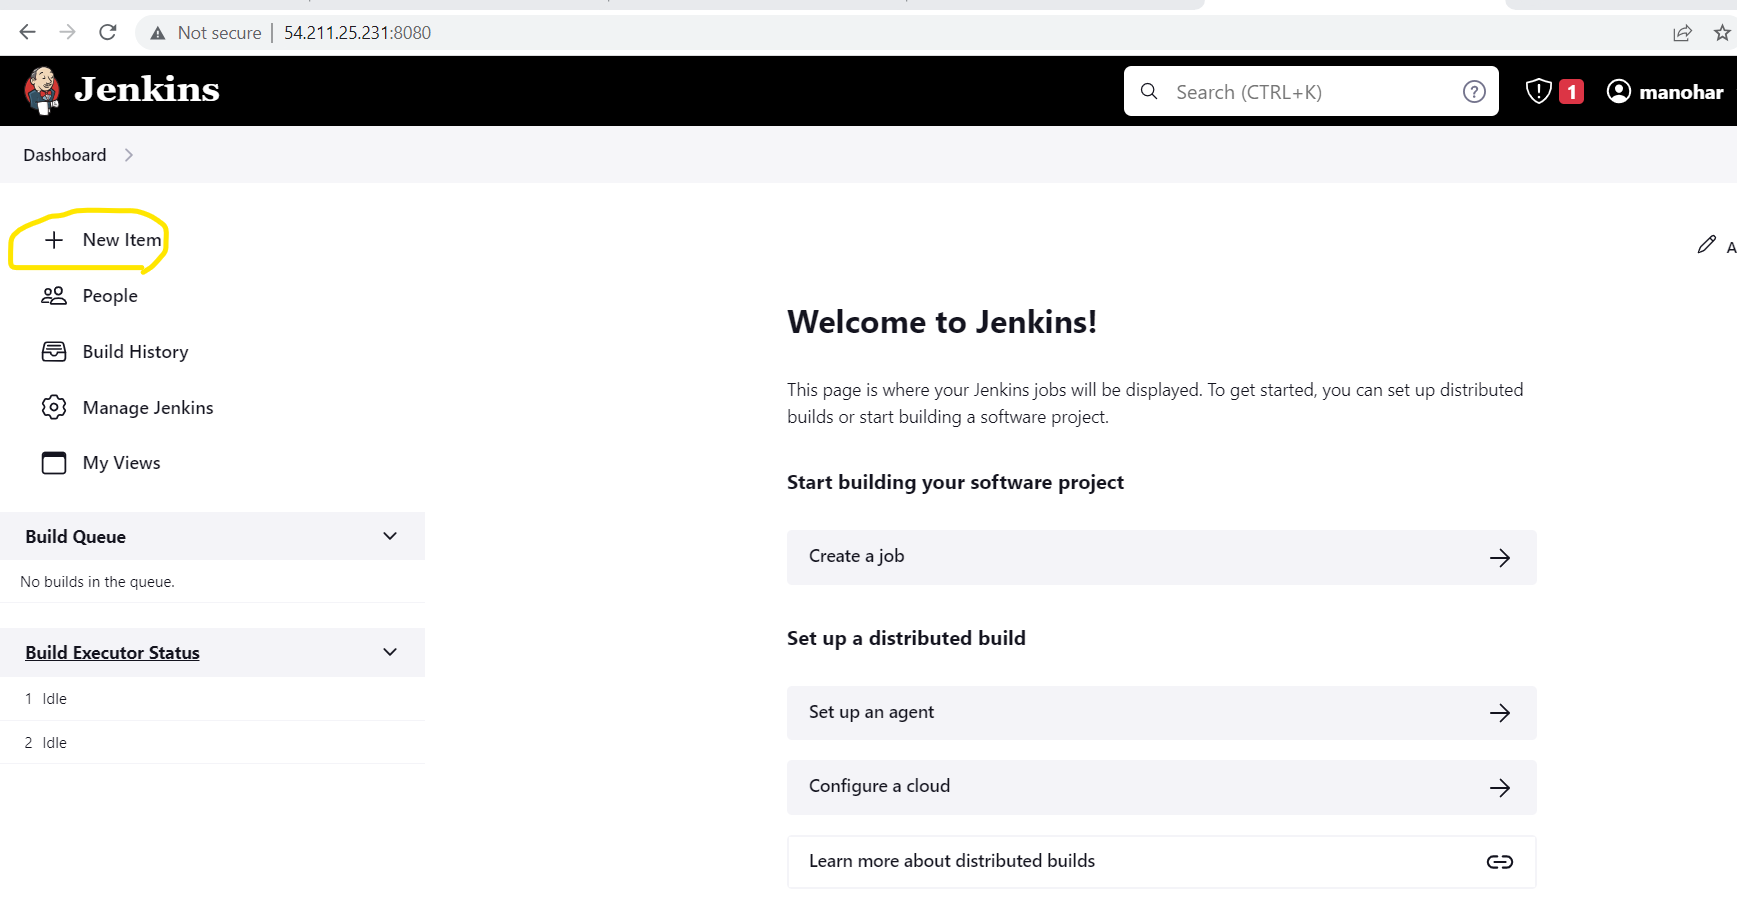 Not secure | 54.211.25.231:8080
Jenkins
Search (CTRL+K)
1
manohar
Dashboard
New Item
People
Build History
Manage Jenkins
My Views
Build Queue
No builds in the queue.
Build Executor Status
1 Idle
2 Idle
A
Welcome to Jenkins!
This page is where your Jenkins jobs will be displayed. To get started, you can set up distributed
builds or start building a software project.
Start building your software project
Create a job
Set up a distributed build
Set up an agent
Configure a cloud
Learn more about distributed builds